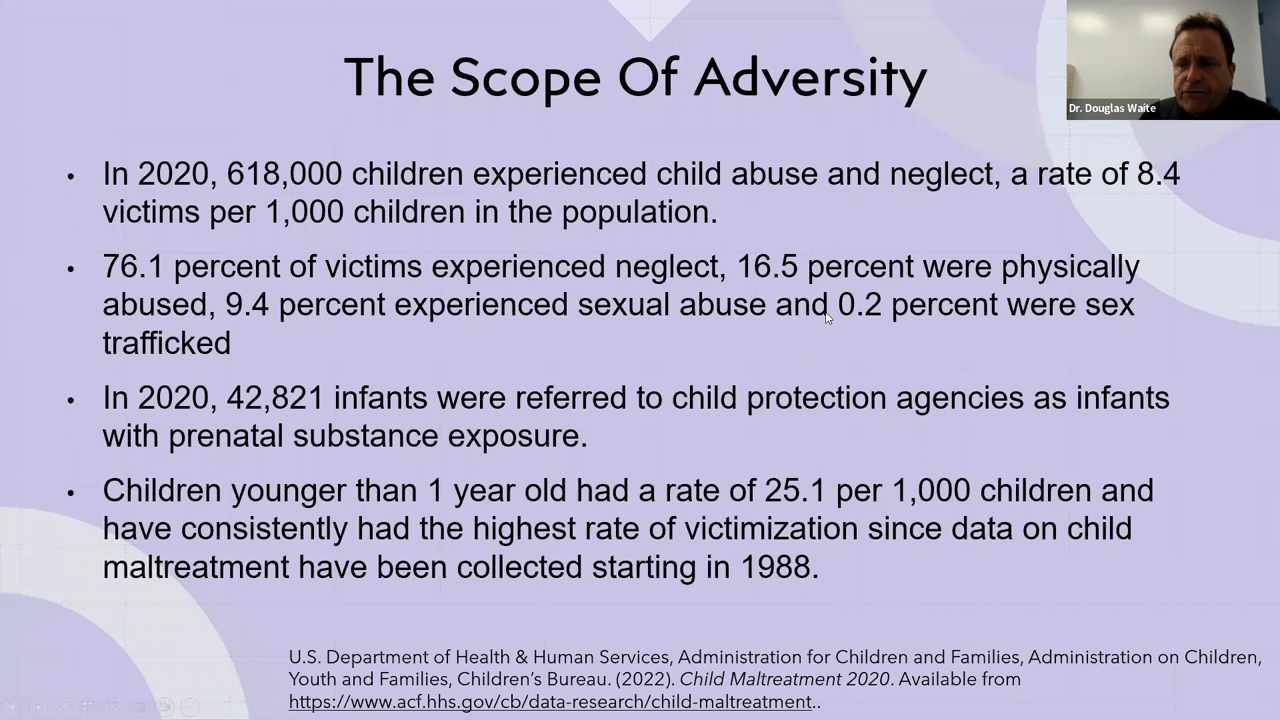 The Scope Of Adversity
Dr. Douglas Waite
• In 2020, 618,000 children experienced child abuse and neglect, a rate of 8.4
victims per 1,000 children in the population.
• 76.1 percent of victims experienced neglect, 16.5 percent were physically
abused, 9.4 percent experienced sexual abuse and 0.2 percent were sex
trafficked
• In 2020, 42,821 infants were referred to child protection agencies as infants
with prenatal substance exposure.
• Children younger than 1 year old had a rate of 25.1 per 1,000 children and
have consistently had the highest rate of victimization since data on child
maltreatment have been collected starting in 1988.
U.S. Department of Health & Human Services, Administration for Children and Families, Administration on Children,
Youth and Families, Children’s Bureau. (2022). Child Maltreatment 2020. Available from
https://www.acf.hhs.gov/cb/data-research/child-maltreatment..